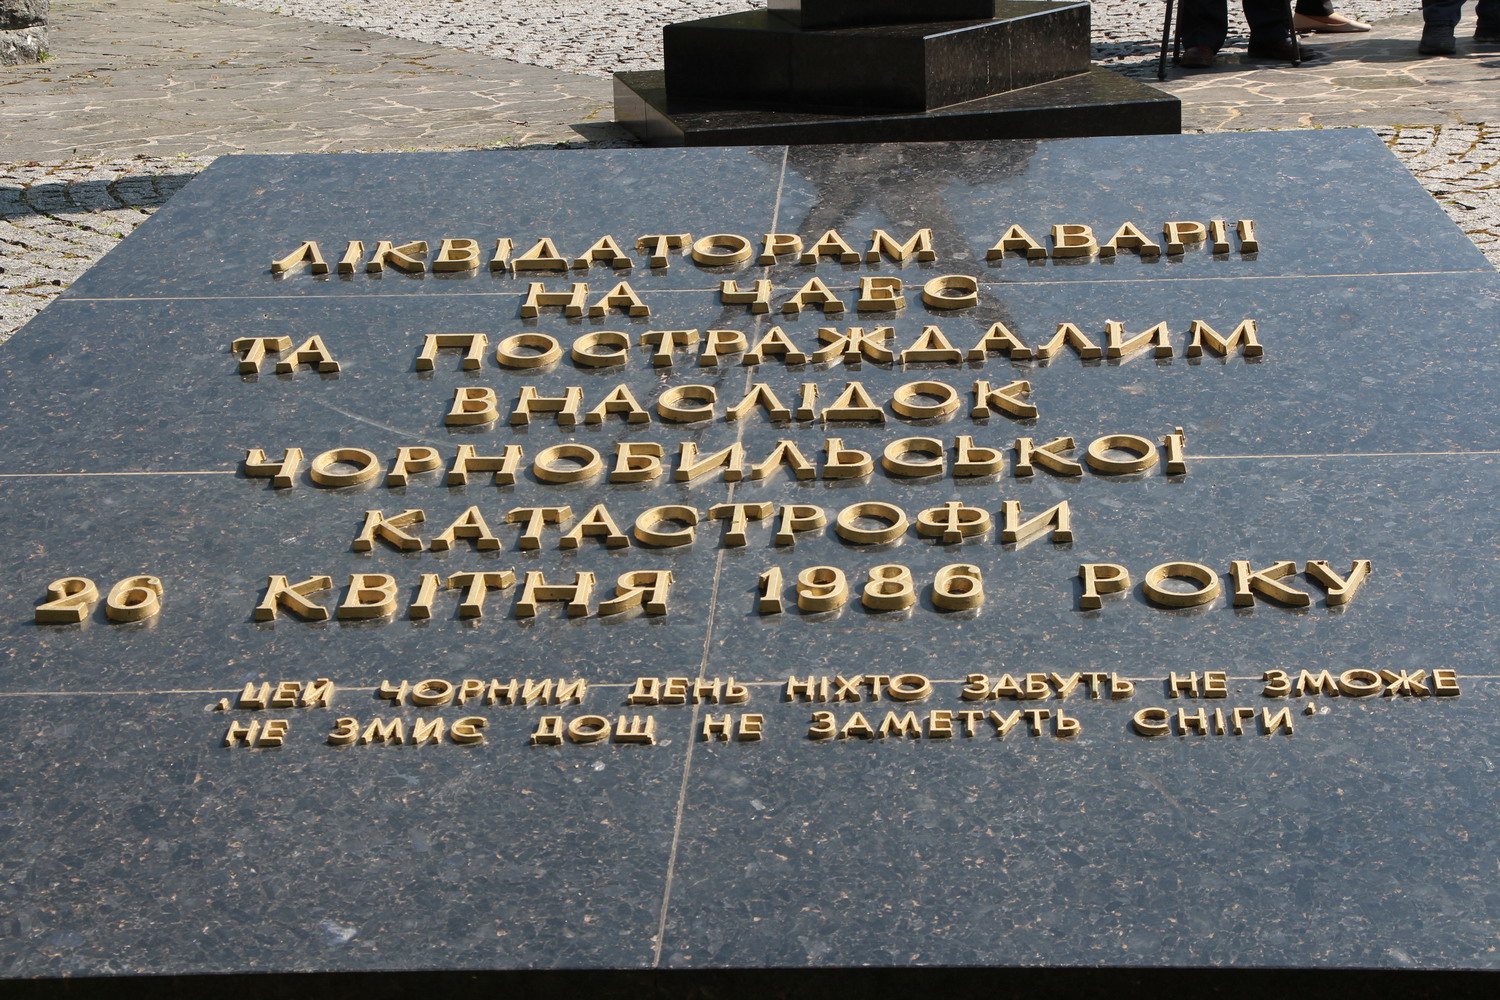 ЛІКВІДАТОРАМ АВАРІЇ
НА ЧАЕС
ТА ПОСТРАЖДАЛИМ
ВНАСЛІДОК
ЧОРНОБИЛЬСЬКОЇ
КАТАСТРОФИ
26 КВІТНЯ 1986 РОКУ
,ЦЕЙ ЧОРНИЙ ДЕНЬ НІХТО ЗАБУТЬ НЕ ЗМОЖЕ
НЕ ЗМИЄ ДОЩ НЕ ЗАМЕТУТЬ СНІГИ’